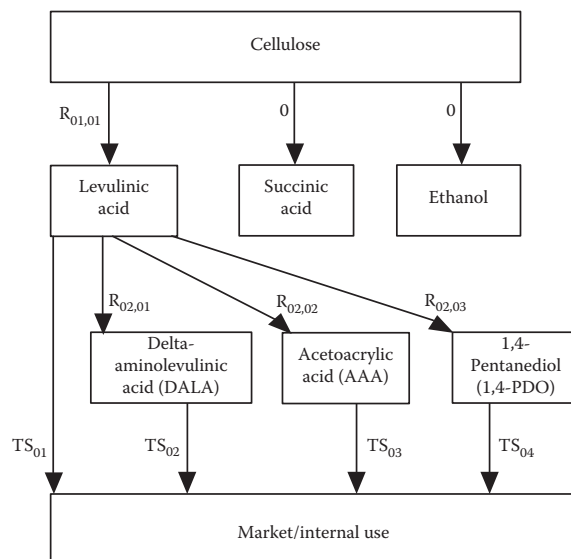 Cellulose
R01,01
0
0
Levulinic
acid
Succinic
acid
Ethanol
R02,01
R02,02
R02,03
Delta-
aminolevulinic
acid (DALA)
Acetoacrylic
acid (AAA)
1,4-
Pentanediol
(1,4-PDO)
TS01
TS02
TS03
TS04
Market/internal use